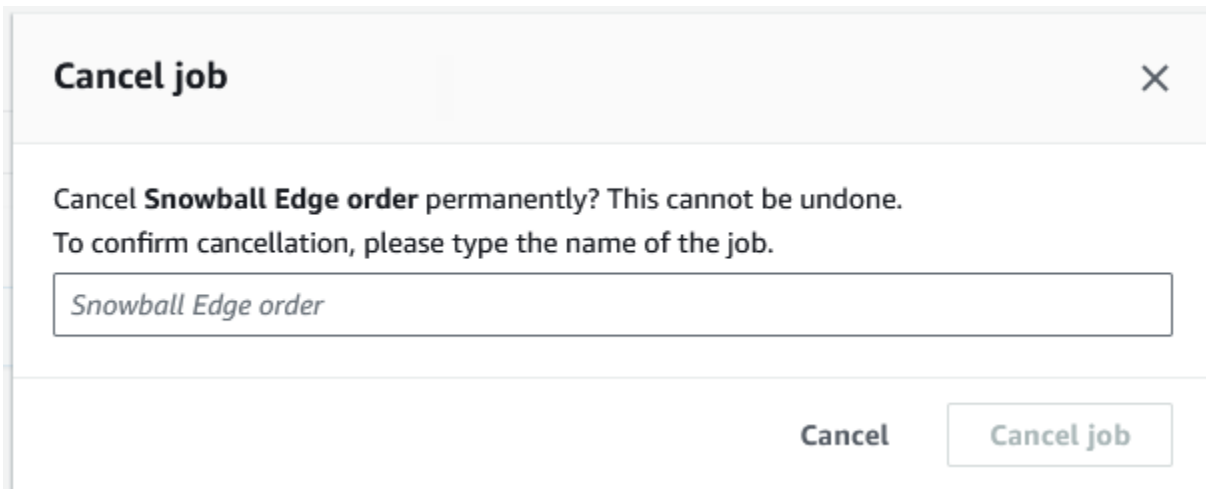 Cancel job
Cancel Snowball Edge order permanently? This cannot be undone.
To confirm cancellation, please type the name of the job.
Snowball Edge order
Cancel
Cancel job